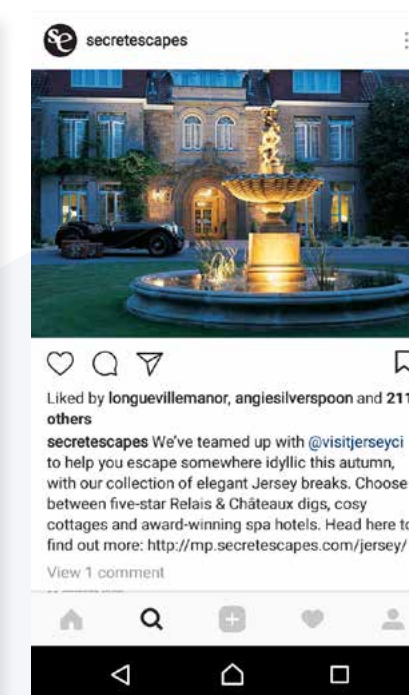 se
secretescapes
Liked by longuevillemanor, angiesilverspoon and 211
others
secretescapes We've teamed up with @visitjerseyci
to help you escape somewhere idyllic this autumn,
with our collection of elegant Jersey breaks. Choose
between five-star Relais & Châteaux digs, cosy
cottages and award-winning spa hotels. Head here to
find out more: http://mp.secretescapes.com/jersey/
View 1 comment